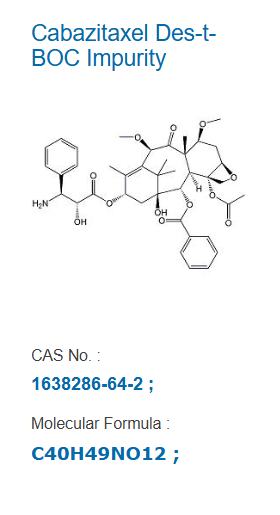 Cabazitaxel Des-t-
BOC Impurity
O
O
O
O
H₂N
OH
O
O
H
O
OH
O
O
O
O
CAS No. :
1638286-64-2 ;
Molecular Formula :
C40H49NO12 ;